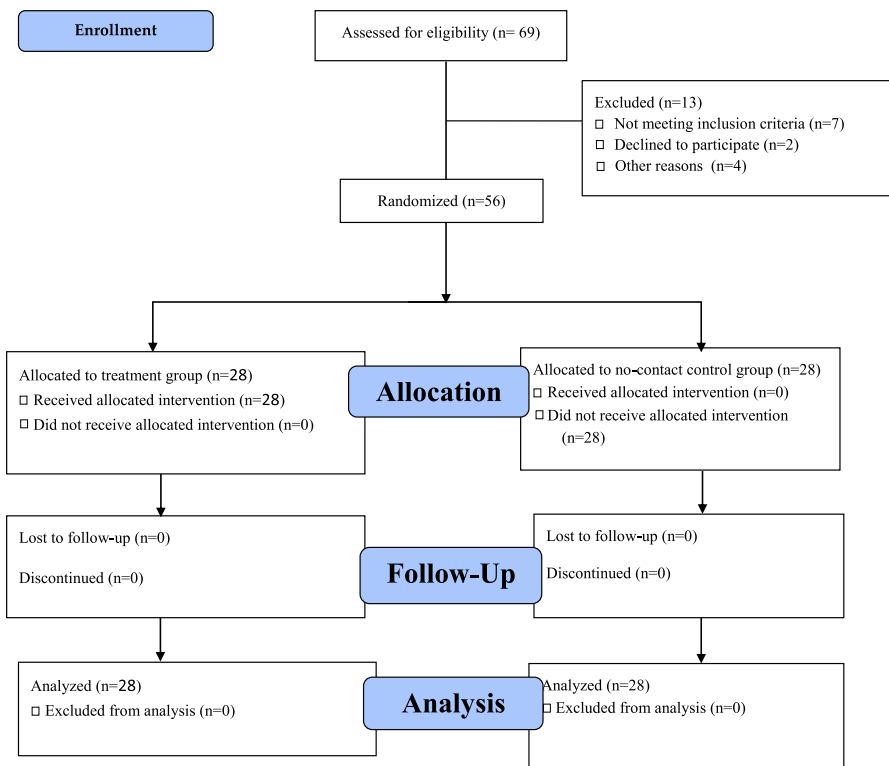 Enrollment
Assessed for eligibility (n= 69)
Excluded (n=13)
□ Not meeting inclusion criteria (n=7)
□ Declined to participate (n=2)
□ Other reasons (n=4)
Randomized (n=56)
Allocated to treatment group (n=28)
□ Received allocated intervention (n=28)
□ Did not receive allocated intervention (n=0)
Allocation
Allocated to no-contact control group (n=28)
□ Received allocated intervention (n=0)
□ Did not receive allocated intervention
(n=28)
Lost to follow-up (n=0)
Discontinued (n=0)
Follow-Up
Lost to follow-up (n=0)
Discontinued (n=0)
Analyzed (n=28)
□ Excluded from analysis (n=0)
Analysis
Analyzed (n=28)
□ Excluded from analysis (n=0)